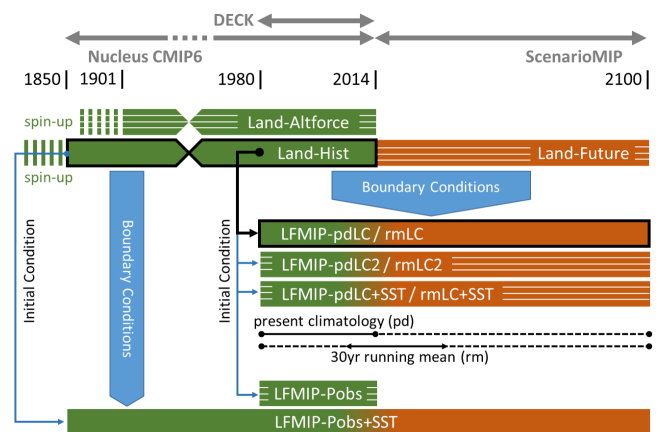 DECK
Nucleus CMIP6
ScenarioMIP
1850 1901 1980 2014 2100
spin-up
Land-Altforce
Land-Hist
Land-Future
spin-up
Boundary Conditions
Initial Condition
Boundary Conditions
Initial Condition
LFMIP-pdLC / rmLC
LFMIP-pdLC2 / rmLC2
LFMIP-pdLC+SST / rmLC+SST
present climatology (pd)
30yr running mean (rm)
LFMIP-Pobs
LFMIP-Pobs+SST